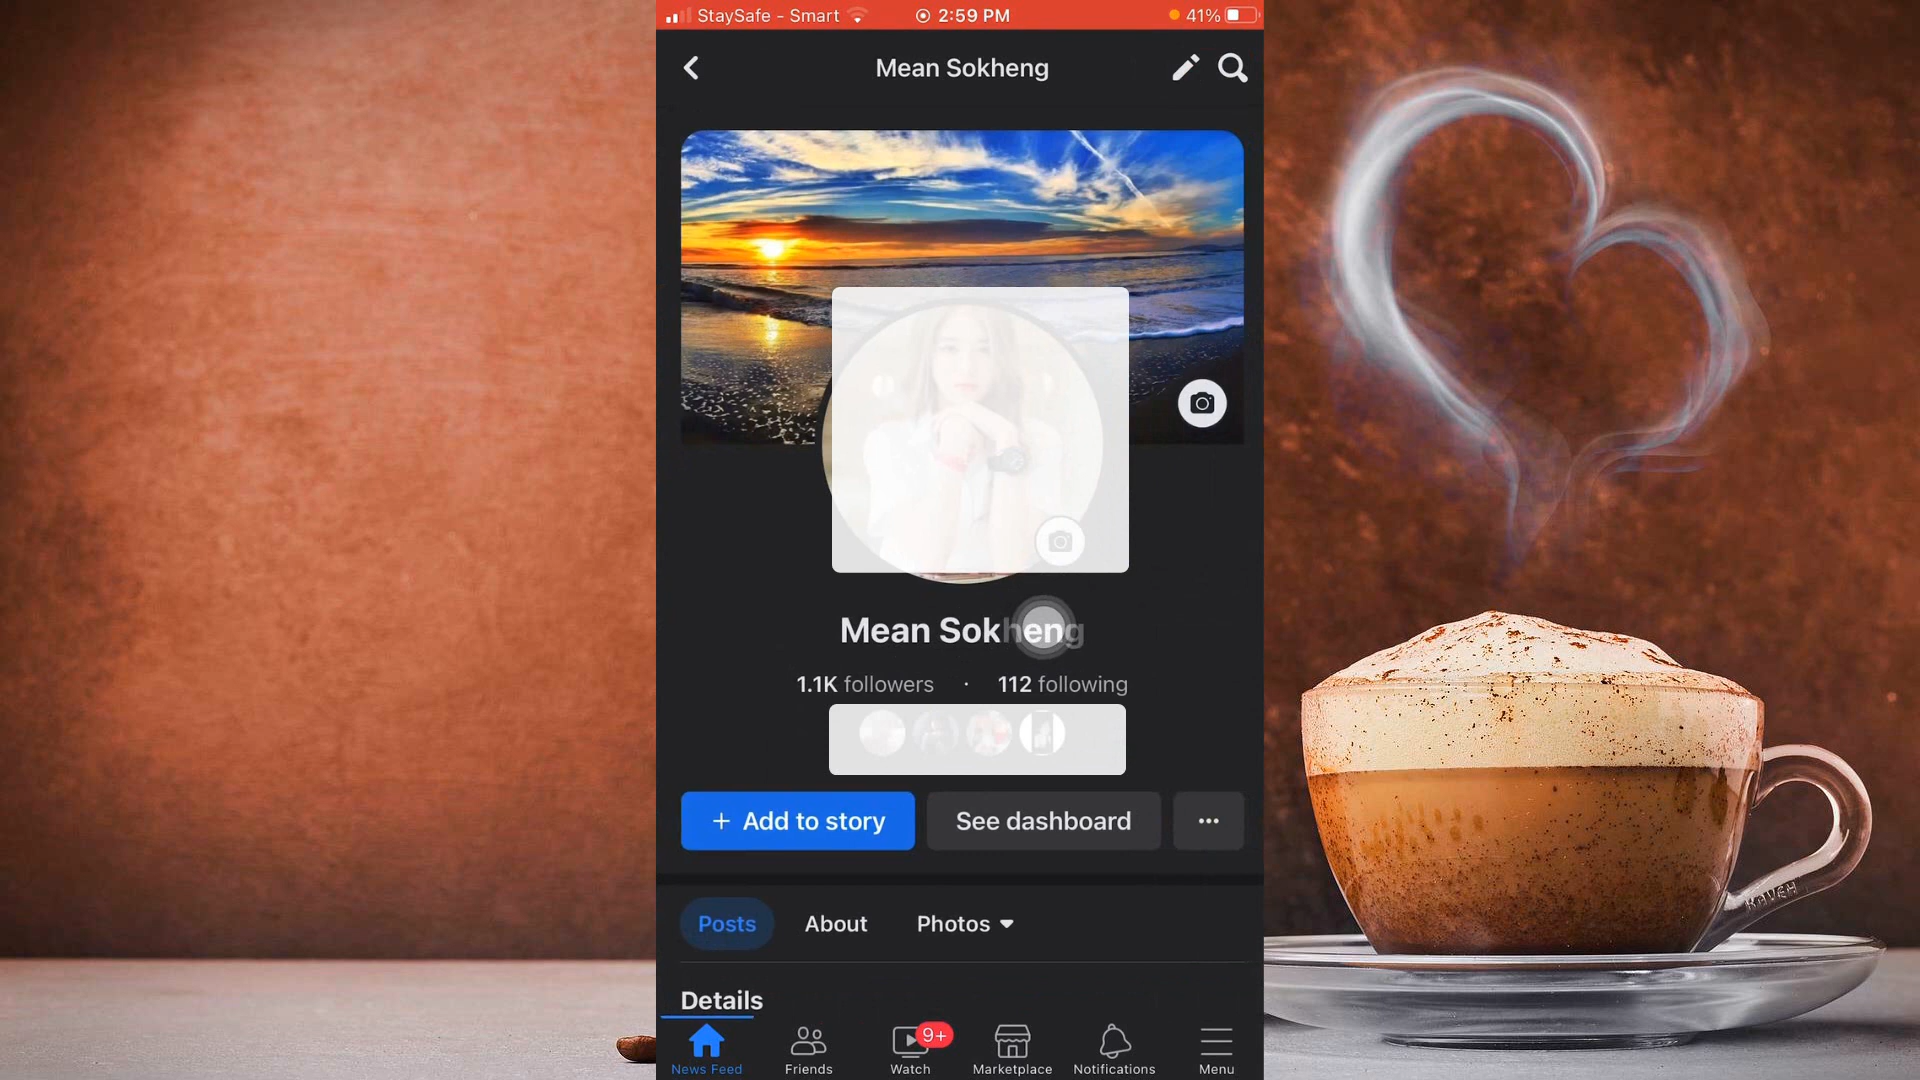 StaySafe - Smart 2:59 PM 41%
Mean Sokheng
Mean Sokheng
1.1K followers · 112 following
+ Add to story See dashboard ···
Posts About Photos
Details
9+
News Feed Friends Watch Marketplace Notifications Menu
KAVEH